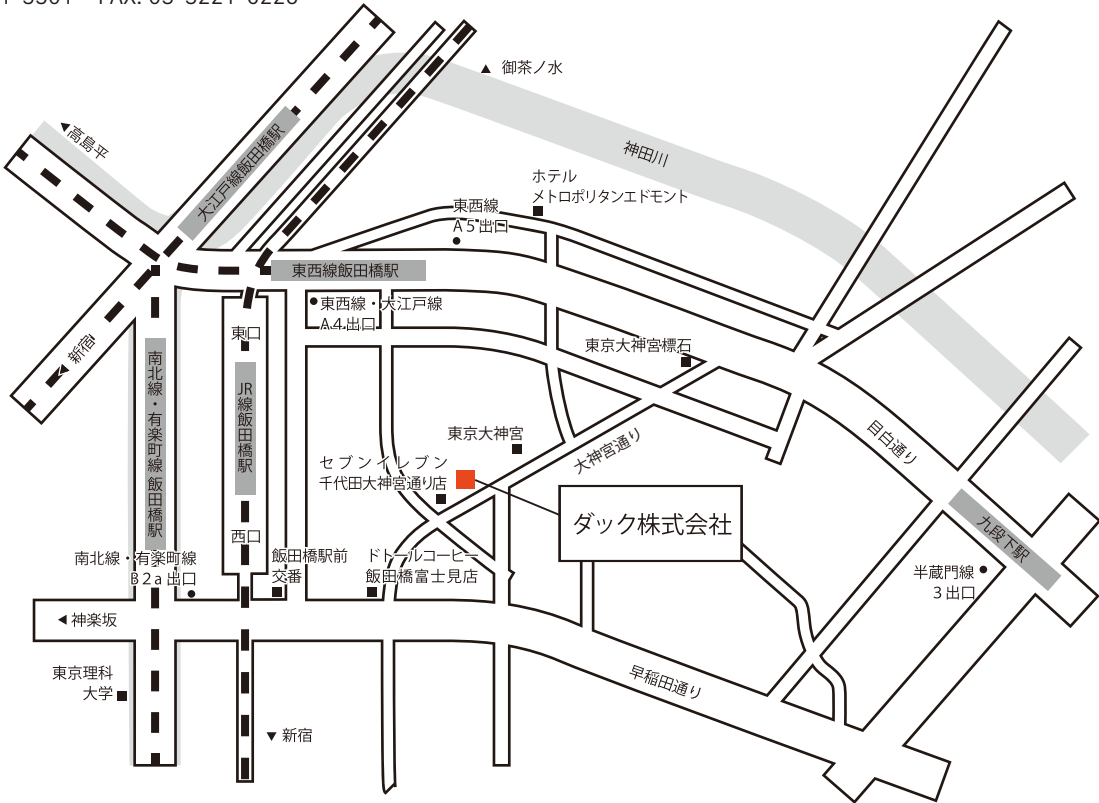 FAX. 03-5221-0228
▲ 御茶ノ水
◀高島平
神田川
大江戸線飯田橋駅
ホテル
メトロポリタンエドモント
東西線
A5出口
東西線飯田橋駅
東西線・大江戸線
A4出口
東口
◀ 新宿
南北線・有楽町線 飯田橋駅
JR線飯田橋駅
東京大神宮標石
目白通り
東京大神宮
大神宮通り
セブンイレブン
千代田大神宮通り店
ダック株式会社
九段下駅
西口
南北線・有楽町線
B2a出口
飯田橋駅前
交番
ドトールコーヒー
飯田橋富士見店
半蔵門線
3出口
◀ 神楽坂
東京理科
大学
早稲田通り
▼ 新宿